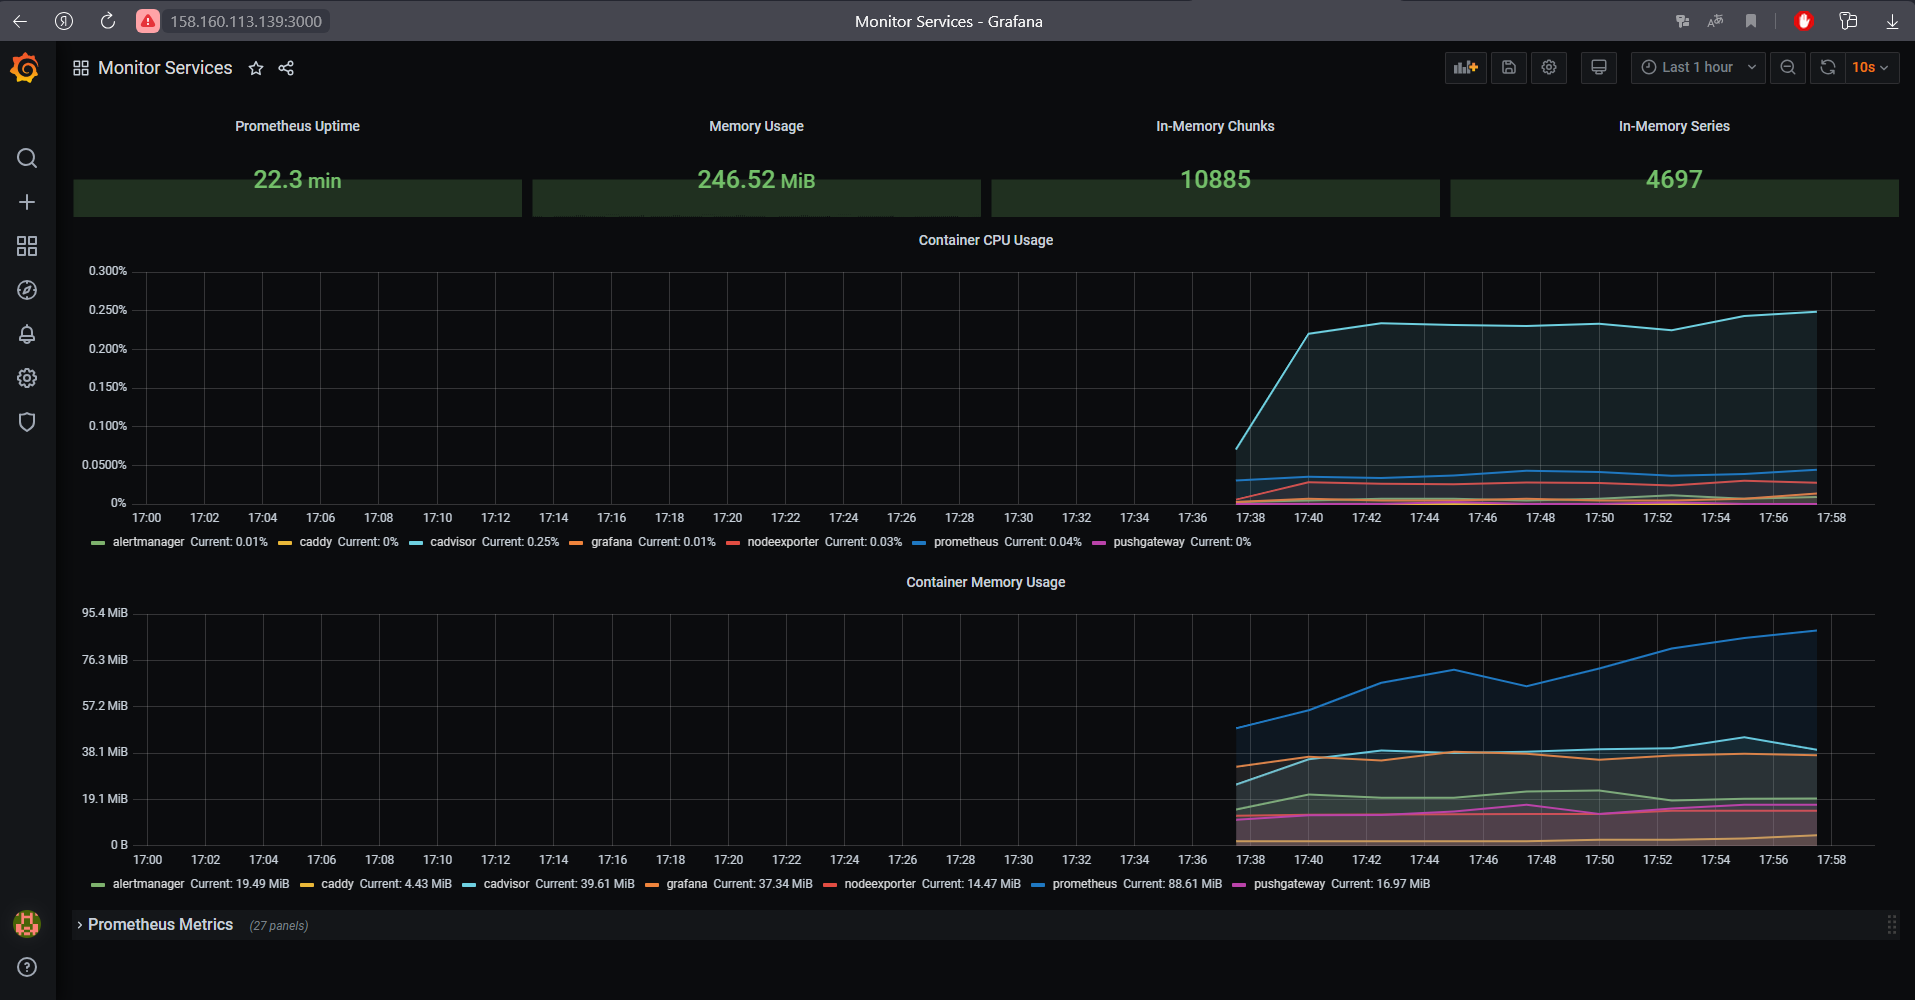 158.160.113.139:3000 Monitor Services - Grafana
Monitor Services Last 1 hour 10s
Prometheus Uptime Memory Usage In-Memory Chunks In-Memory Series
22.3 min 246.52 MiB 10885 4697
Container CPU Usage
0.300%
0.250%
0.200%
0.150%
0.100%
0.0500%
0%
17:00 17:02 17:04 17:06 17:08 17:10 17:12 17:14 17:16 17:18 17:20 17:22 17:24 17:26 17:28 17:30 17:32 17:34 17:36 17:38 17:40 17:42 17:44 17:46 17:48 17:50 17:52 17:54 17:56 17:58
alertmanager Current: 0.01% caddy Current: 0% cadvisor Current: 0.25% grafana Current: 0.01% nodeexporter Current: 0.03% prometheus Current: 0.04% pushgateway Current: 0%
Container Memory Usage
95.4 MiB
76.3 MiB
57.2 MiB
38.1 MiB
19.1 MiB
0 B
17:00 17:02 17:04 17:06 17:08 17:10 17:12 17:14 17:16 17:18 17:20 17:22 17:24 17:26 17:28 17:30 17:32 17:34 17:36 17:38 17:40 17:42 17:44 17:46 17:48 17:50 17:52 17:54 17:56 17:58
alertmanager Current: 19.49 MiB caddy Current: 4.43 MiB cadvisor Current: 39.61 MiB grafana Current: 37.34 MiB nodeexporter Current: 14.47 MiB prometheus Current: 88.61 MiB pushgateway Current: 16.97 MiB
Prometheus Metrics (27 panels)